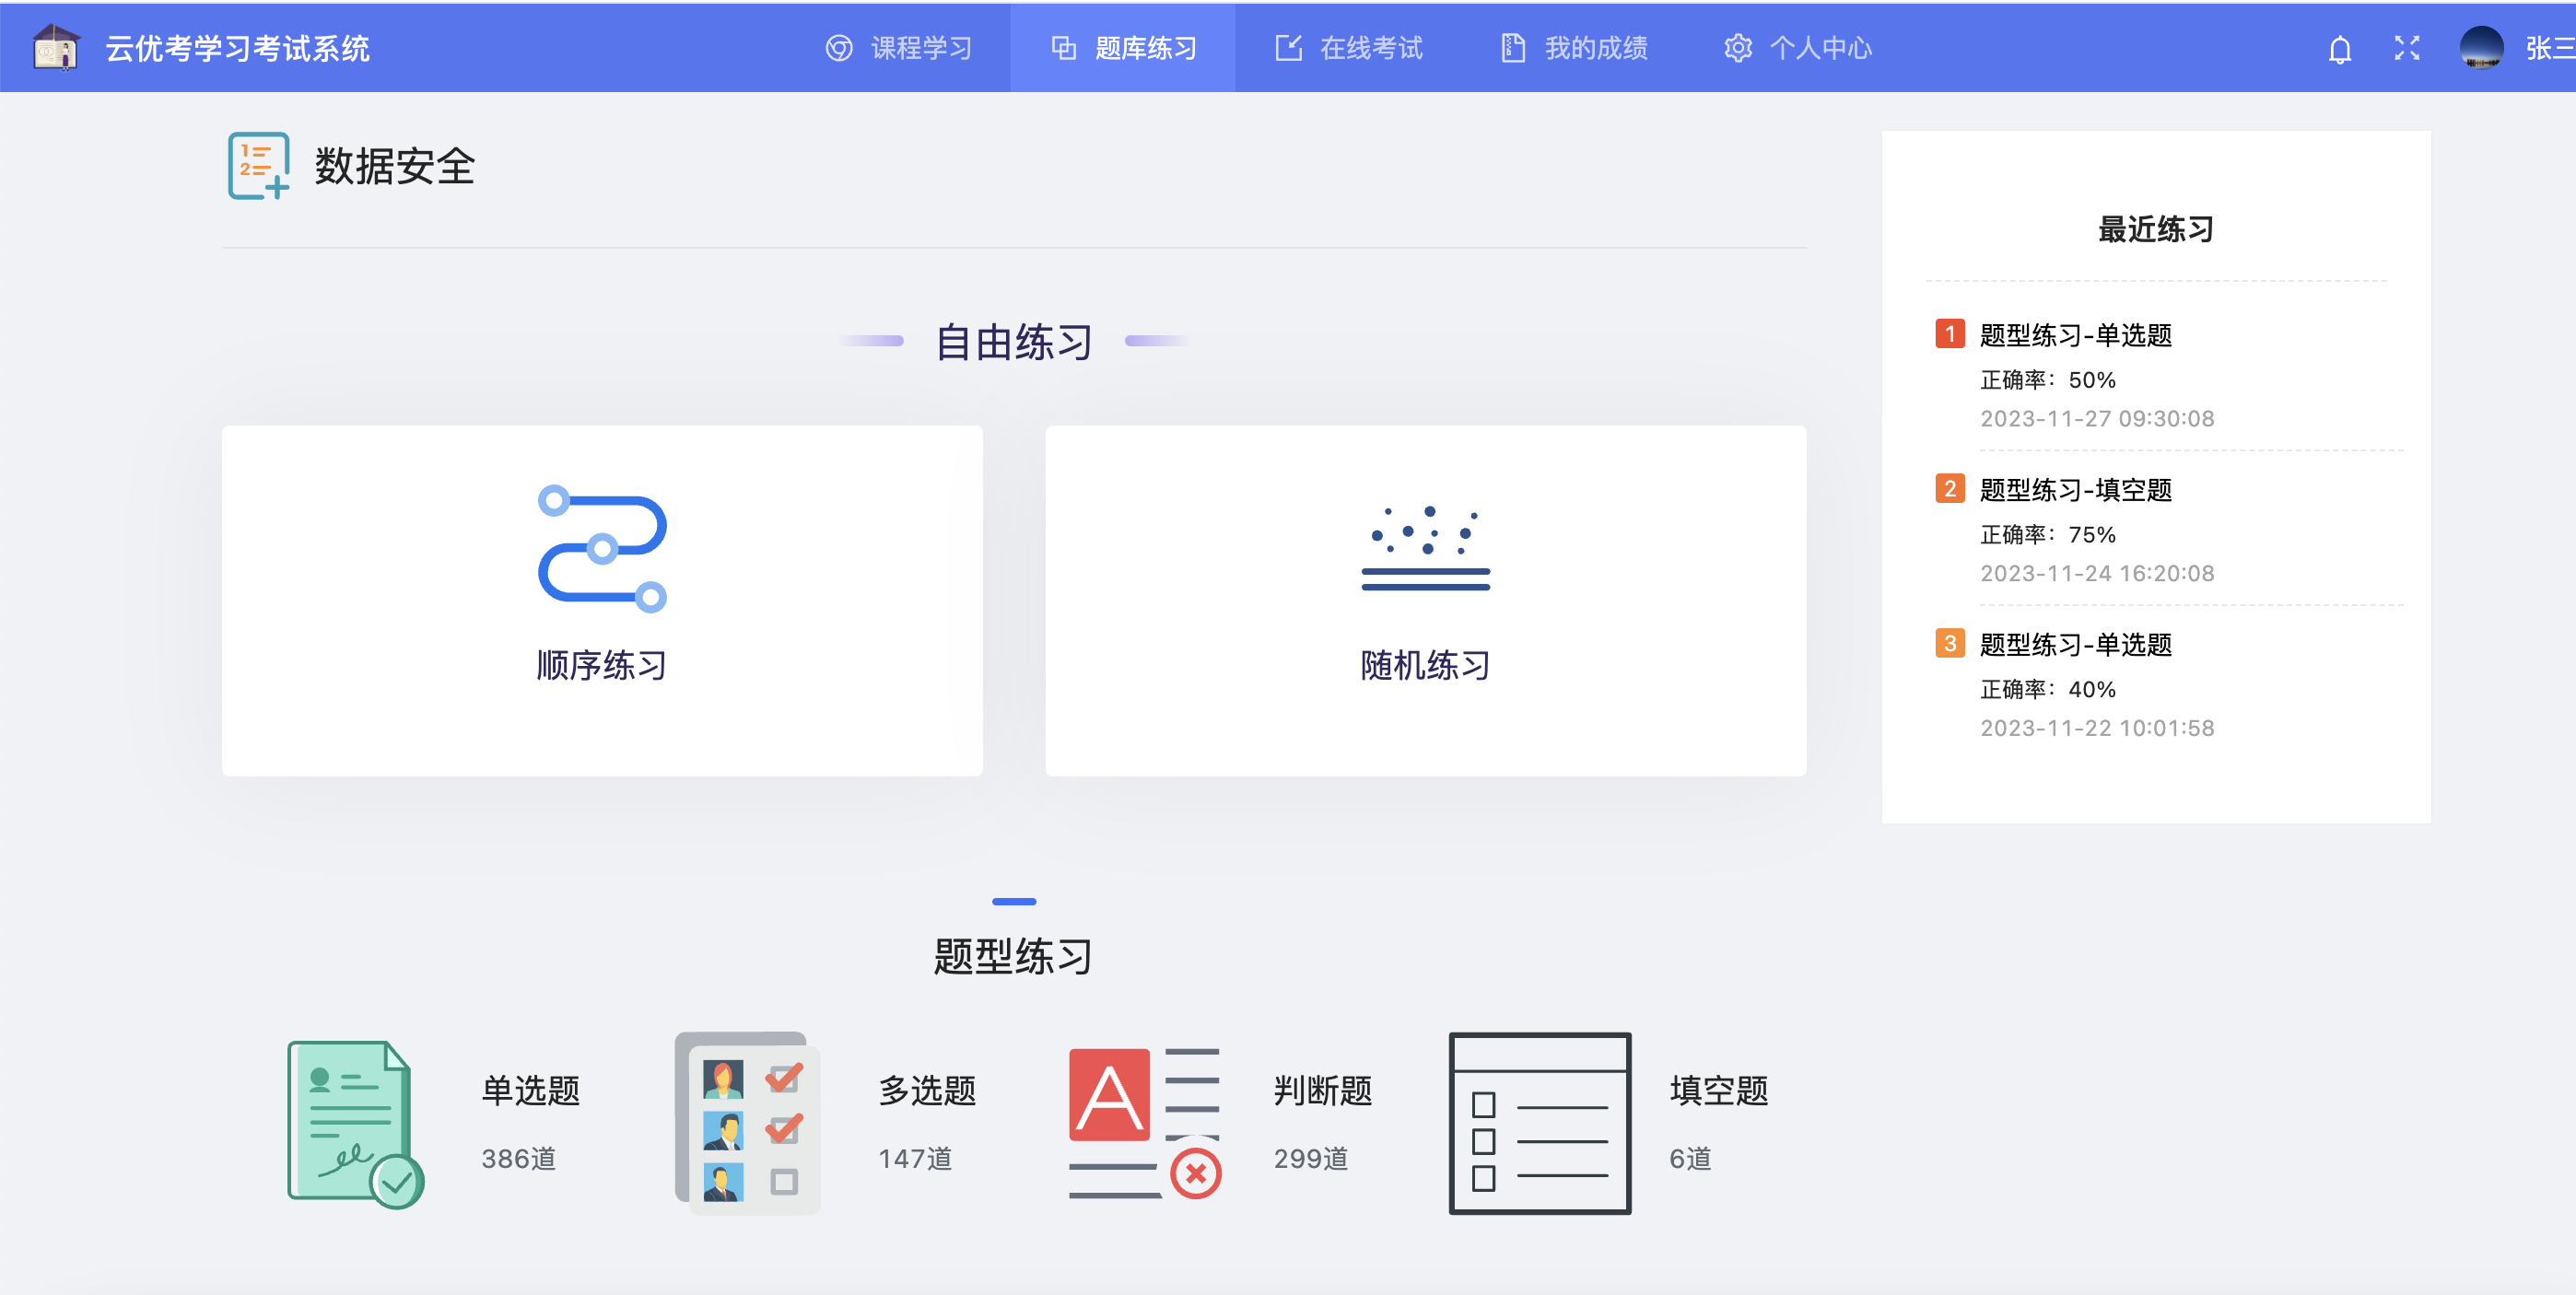 云优考学习考试系统
课程学习
题库练习
在线考试
我的成绩
个人中心
张三
1
2
数据安全
自由练习
顺序练习
随机练习
最近练习
1 题型练习-单选题
正确率：50%
2023-11-27 09:30:08
2 题型练习-填空题
正确率：75%
2023-11-24 16:20:08
3 题型练习-单选题
正确率：40%
2023-11-22 10:01:58
题型练习
单选题
386道
多选题
147道
A
判断题
299道
填空题
6道